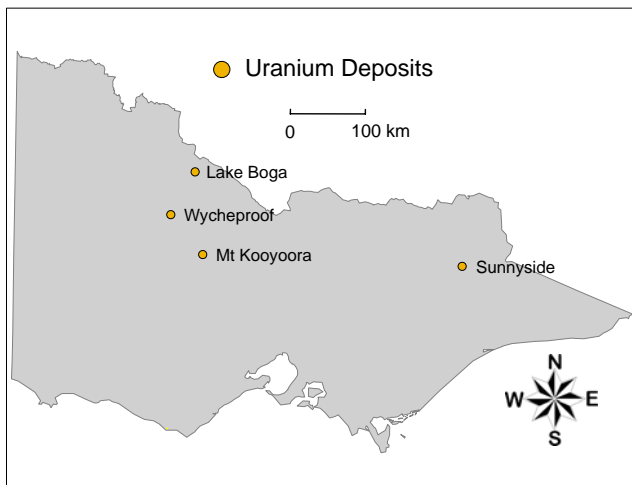 Uranium Deposits
0 100 km
Lake Boga
Wycheproof
Mt Kooyoora
Sunnyside
N
W E
S